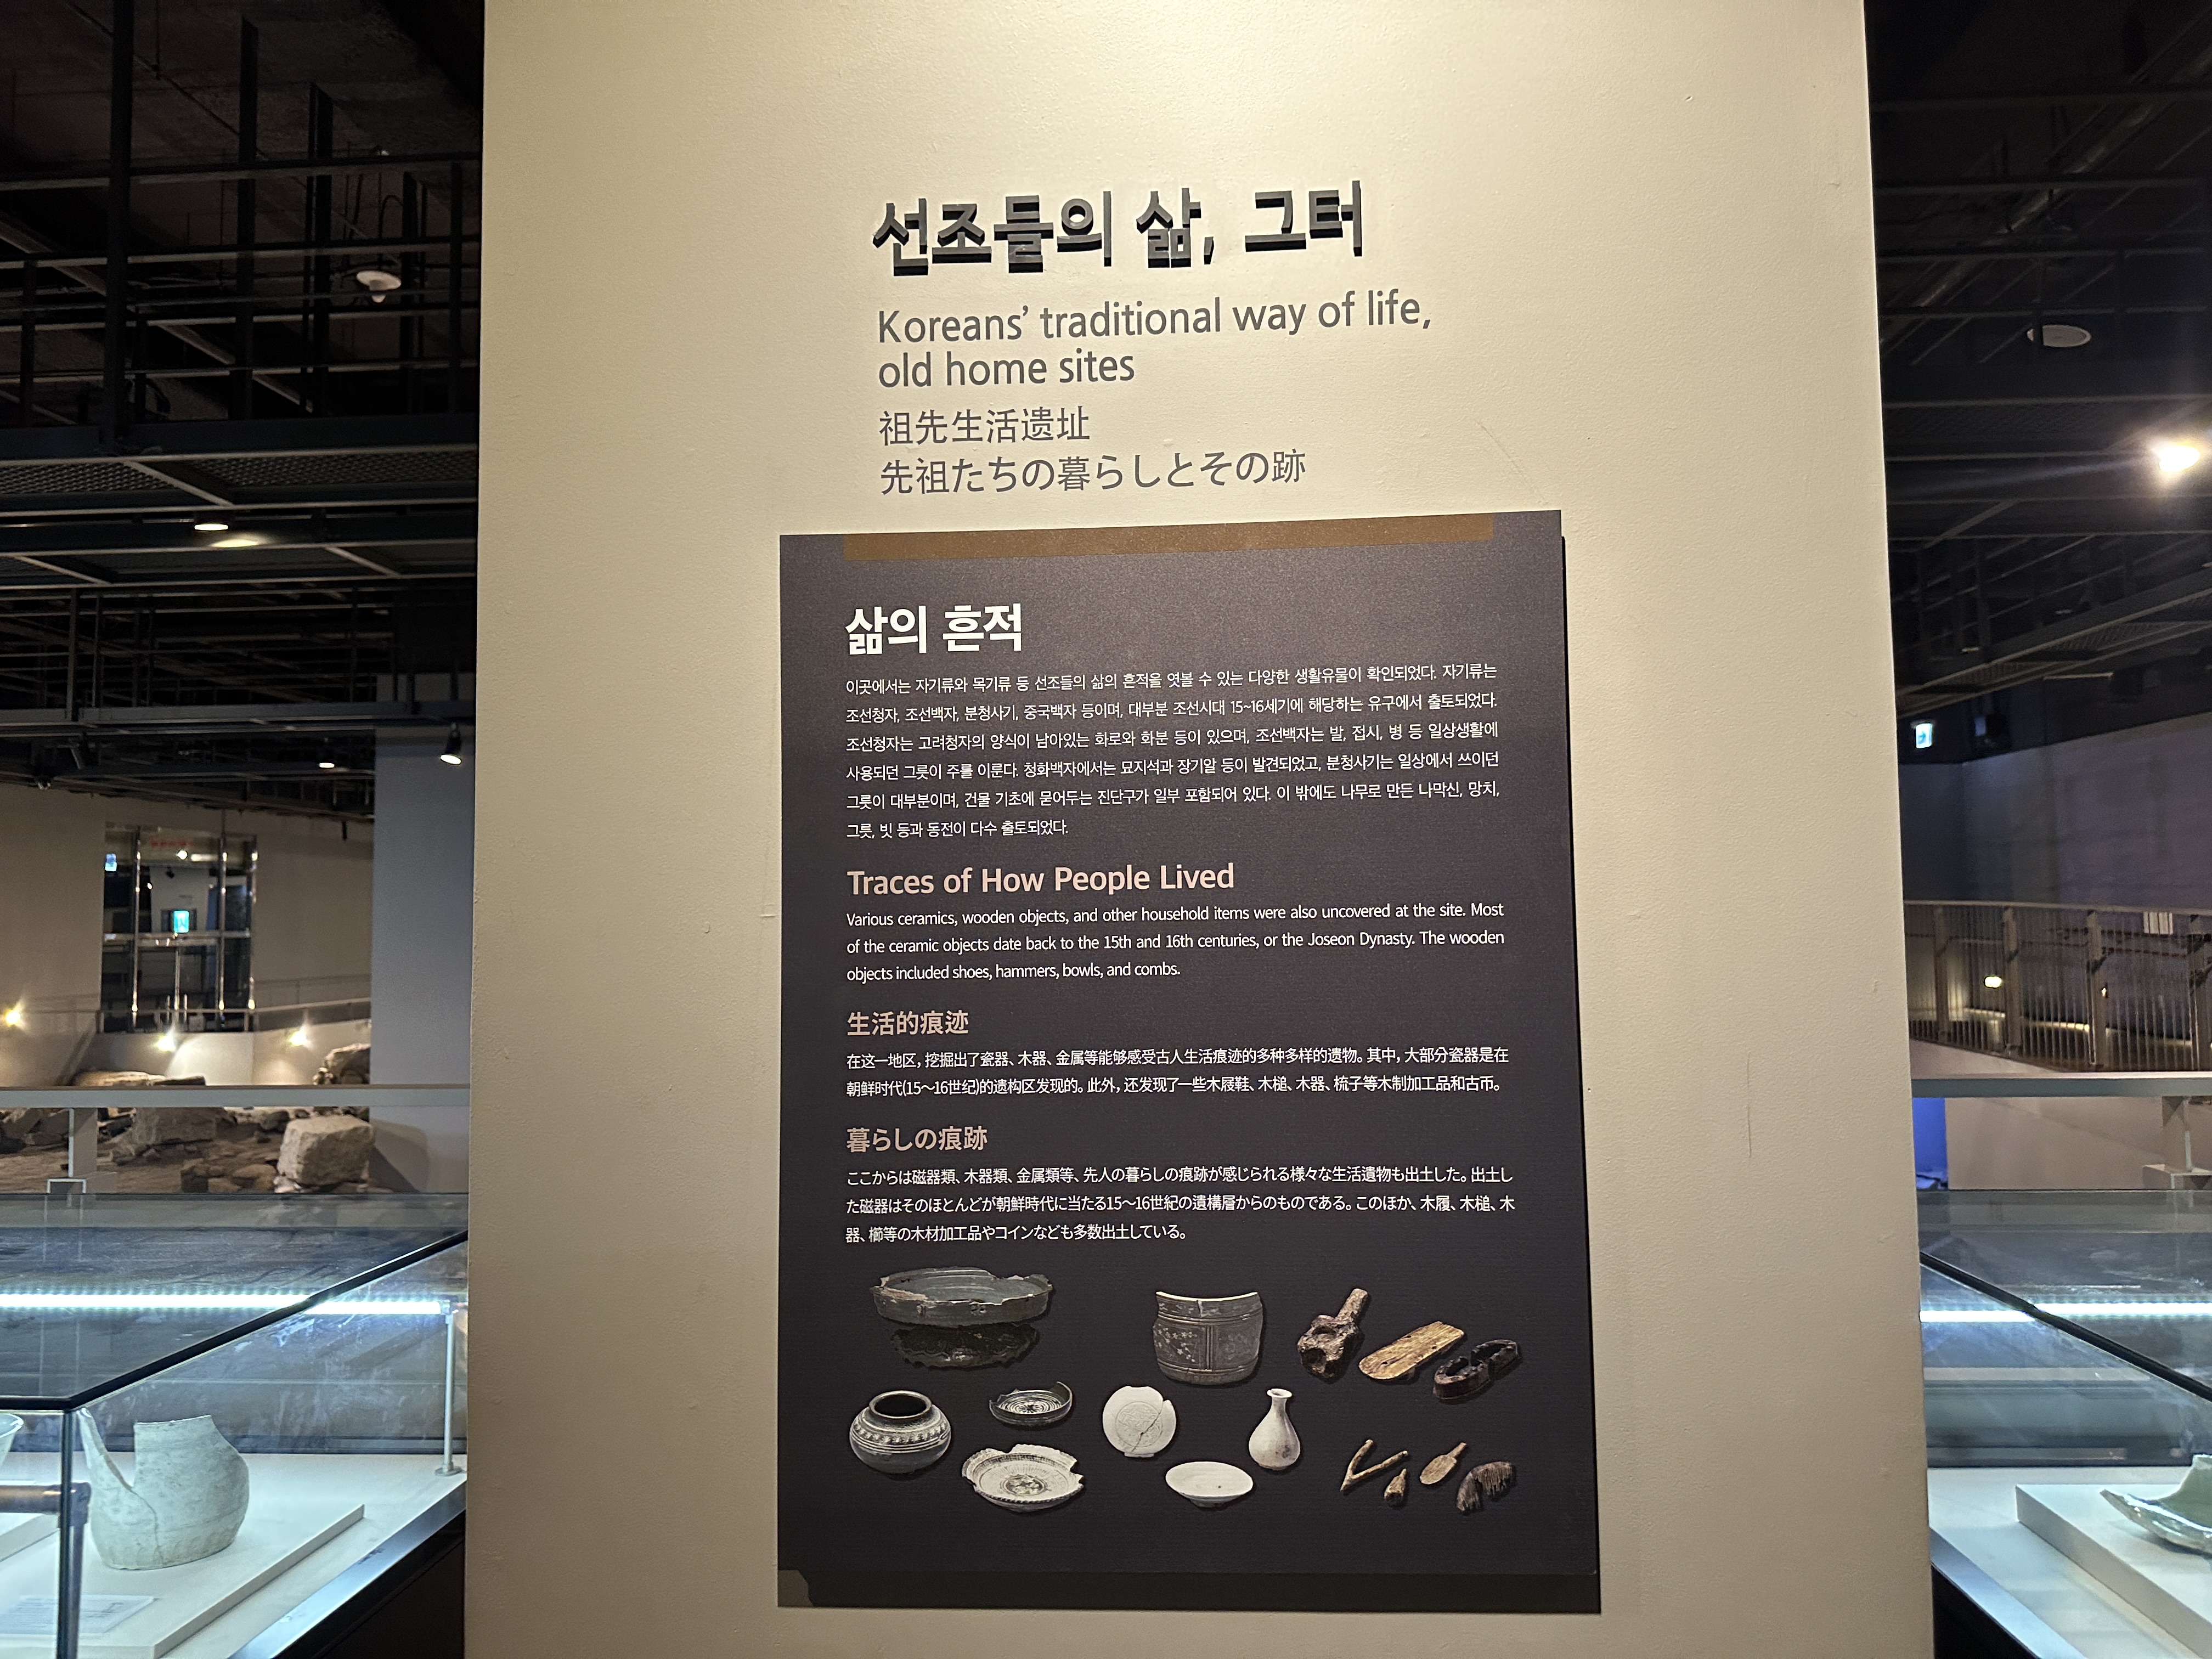 선조들의 삶, 그터
Koreans’ traditional way of life,
old home sites
祖先生活遗址
先祖たちの暮らしとその跡
삶의 흔적
이곳에서는 자기류와 목기류 등 선조들의 삶의 흔적을 엿볼 수 있는 다양한 생활유물이 확인되었다. 자기류는
조선청자, 조선백자, 분청사기, 중국백자 등이며, 대부분 조선시대 15~16세기에 해당하는 유구에서 출토되었다.
조선청자는 고려청자의 양식이 남아있는 화로와 화분 등이 있으며, 조선백자는 발, 접시, 병 등 일상생활에
사용되던 그릇이 주를 이룬다. 청화백자에서는 묘지석과 장기알 등이 발견되었고, 분청사기는 일상에서 쓰이던
그릇이 대부분이며, 건물 기초에 묻어두는 진단구가 일부 포함되어 있다. 이 밖에도 나무로 만든 나막신, 망치,
그릇, 빗 등과 동전이 다수 출토되었다.
Traces of How People Lived
Various ceramics, wooden objects, and other household items were also uncovered at the site. Most
of the ceramic objects date back to the 15th and 16th centuries, or the Joseon Dynasty. The wooden
objects included shoes, hammers, bowls, and combs.
生活的痕迹
在这一地区, 挖掘出了瓷器、木器、金属等能够感受古人生活痕迹的多种多样的遗物。其中, 大部分瓷器是在
朝鲜时代(15～16世纪)的遗构区发现的。此外, 还发现了一些木屐鞋、木槌、木器、梳子等木制加工品和古币。
暮らしの痕跡
ここからは磁器類、木器類、金属類等、先人の暮らしの痕跡が感じられる様々な生活遺物も出土した。出土し
た磁器はそのほとんどが朝鮮時代に当たる15～16世紀の遺構層からのものである。このほか、木履、木槌、木
器、櫛等の木材加工品やコインなども多数出土している。